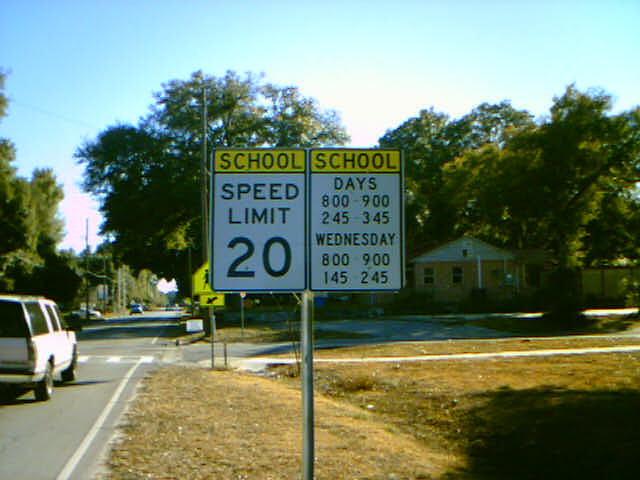 SCHOOL
SPEED
LIMIT
20
SCHOOL
DAYS
800-900
245-345
WEDNESDAY
800-900
145-245